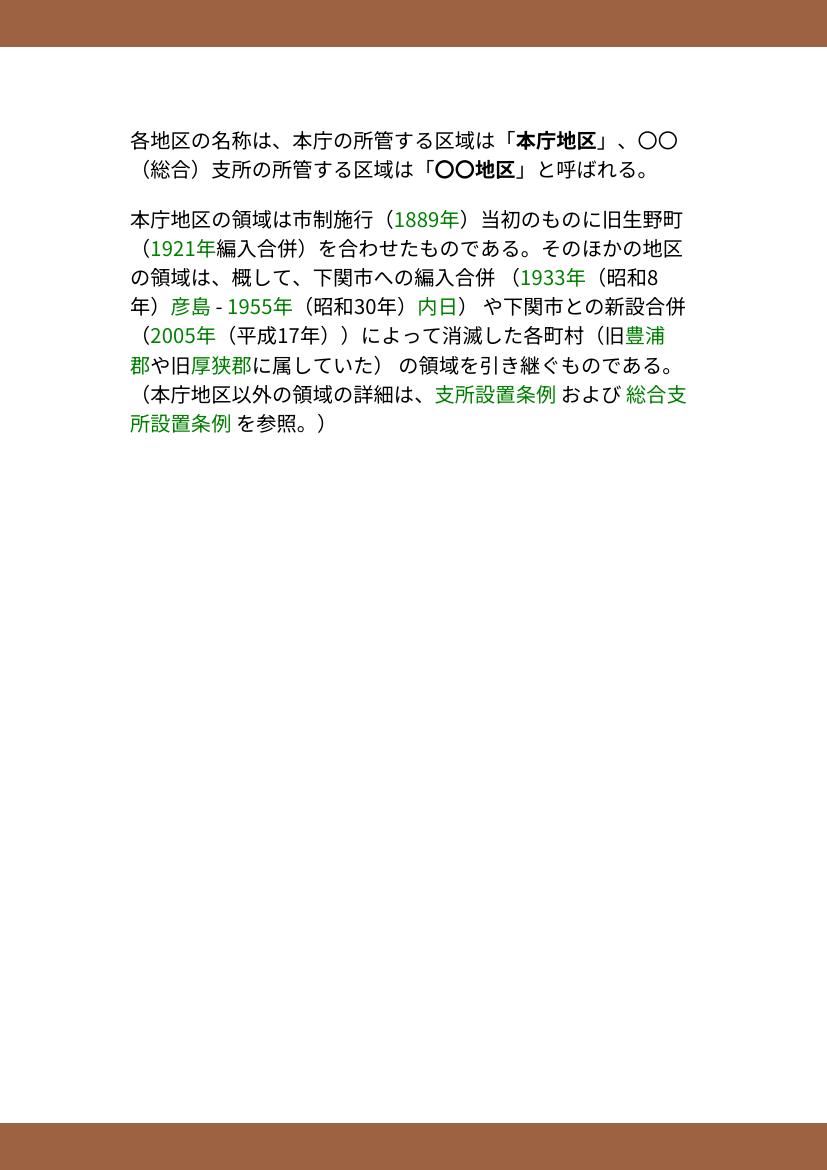 各地区の名称は、本庁の所管する区域は「本庁地区」、〇〇
（総合）支所の所管する区域は「〇〇地区」と呼ばれる。
本庁地区の領域は市制施行（1889年）当初のものに旧生野町
（1921年編入合併）を合わせたものである。そのほかの地区
の領域は、概して、下関市への編入合併 （1933年（昭和8
年）彦島 - 1955年（昭和30年）内日） や下関市との新設合併
（2005年（平成17年））によって消滅した各町村（旧豊浦
郡や旧厚狭郡に属していた） の領域を引き継ぐものである。
（本庁地区以外の領域の詳細は、支所設置条例 および 総合支
所設置条例 を参照。）